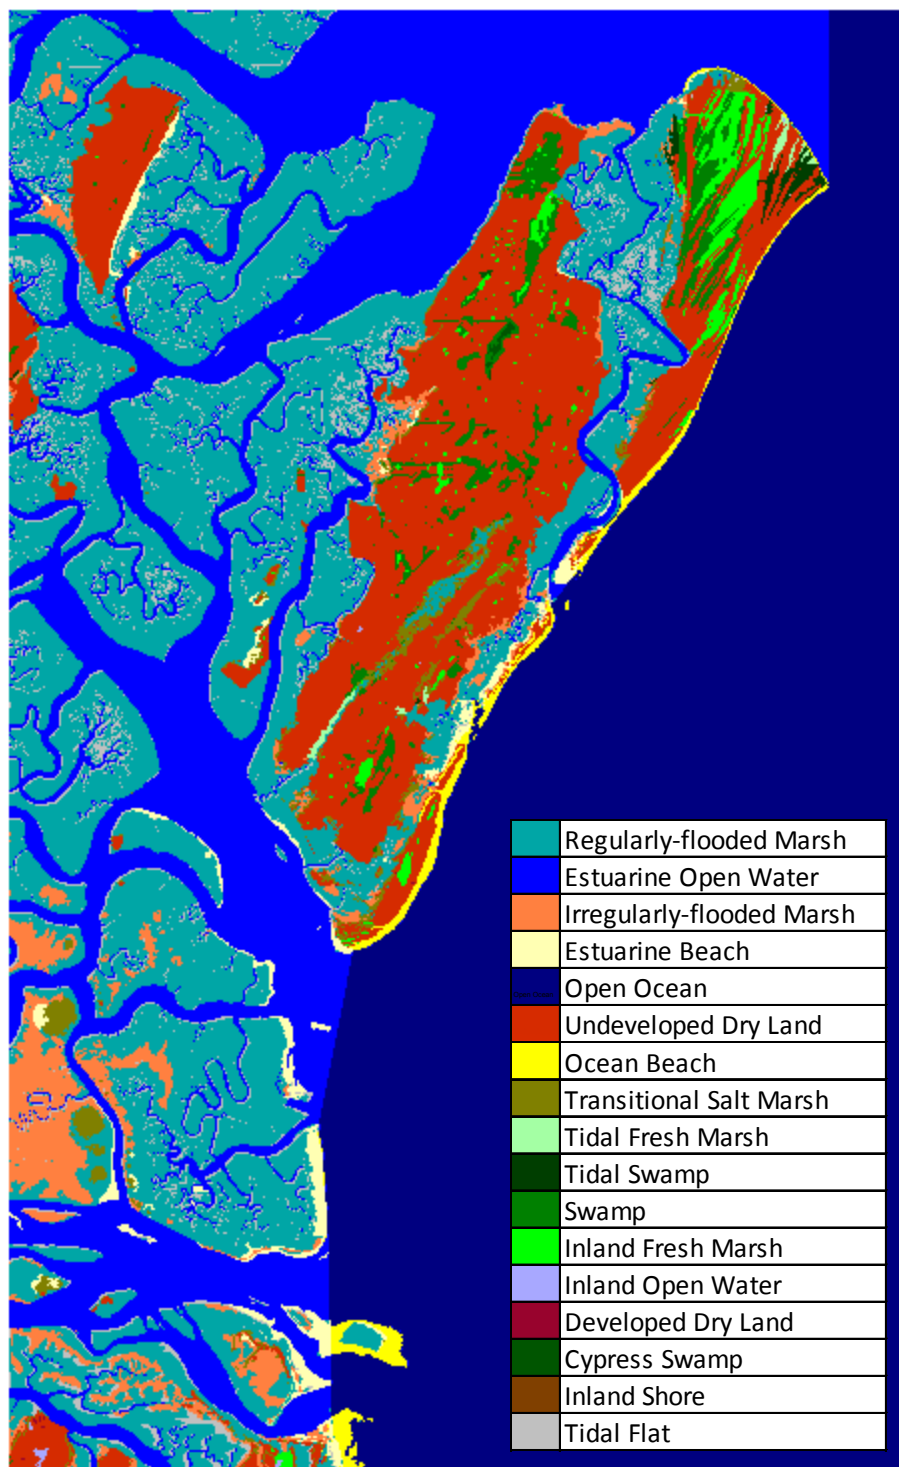 Regularly-flooded Marsh
Estuarine Open Water
Irregularly-flooded Marsh
Estuarine Beach
Open Ocean
Undeveloped Dry Land
Ocean Beach
Transitional Salt Marsh
Tidal Fresh Marsh
Tidal Swamp
Swamp
Inland Fresh Marsh
Inland Open Water
Developed Dry Land
Cypress Swamp
Inland Shore
Tidal Flat